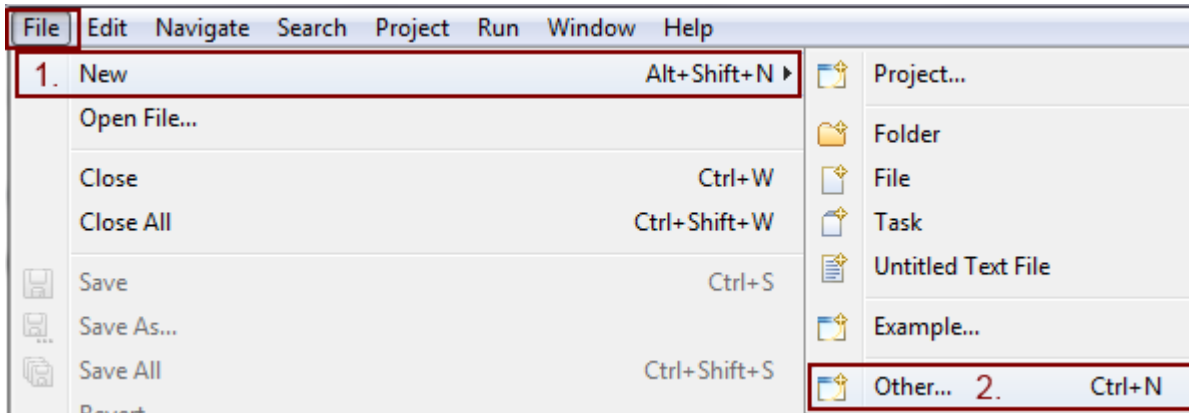 File Edit Navigate Search Project Run Window Help
1. New Alt+Shift+N
Open File...
Close Ctrl+W
Close All Ctrl+Shift+W
Save Ctrl+S
Save As...
Save All Ctrl+Shift+S
Project...
Folder
File
Task
Untitled Text File
Example...
Other... 2. Ctrl+N